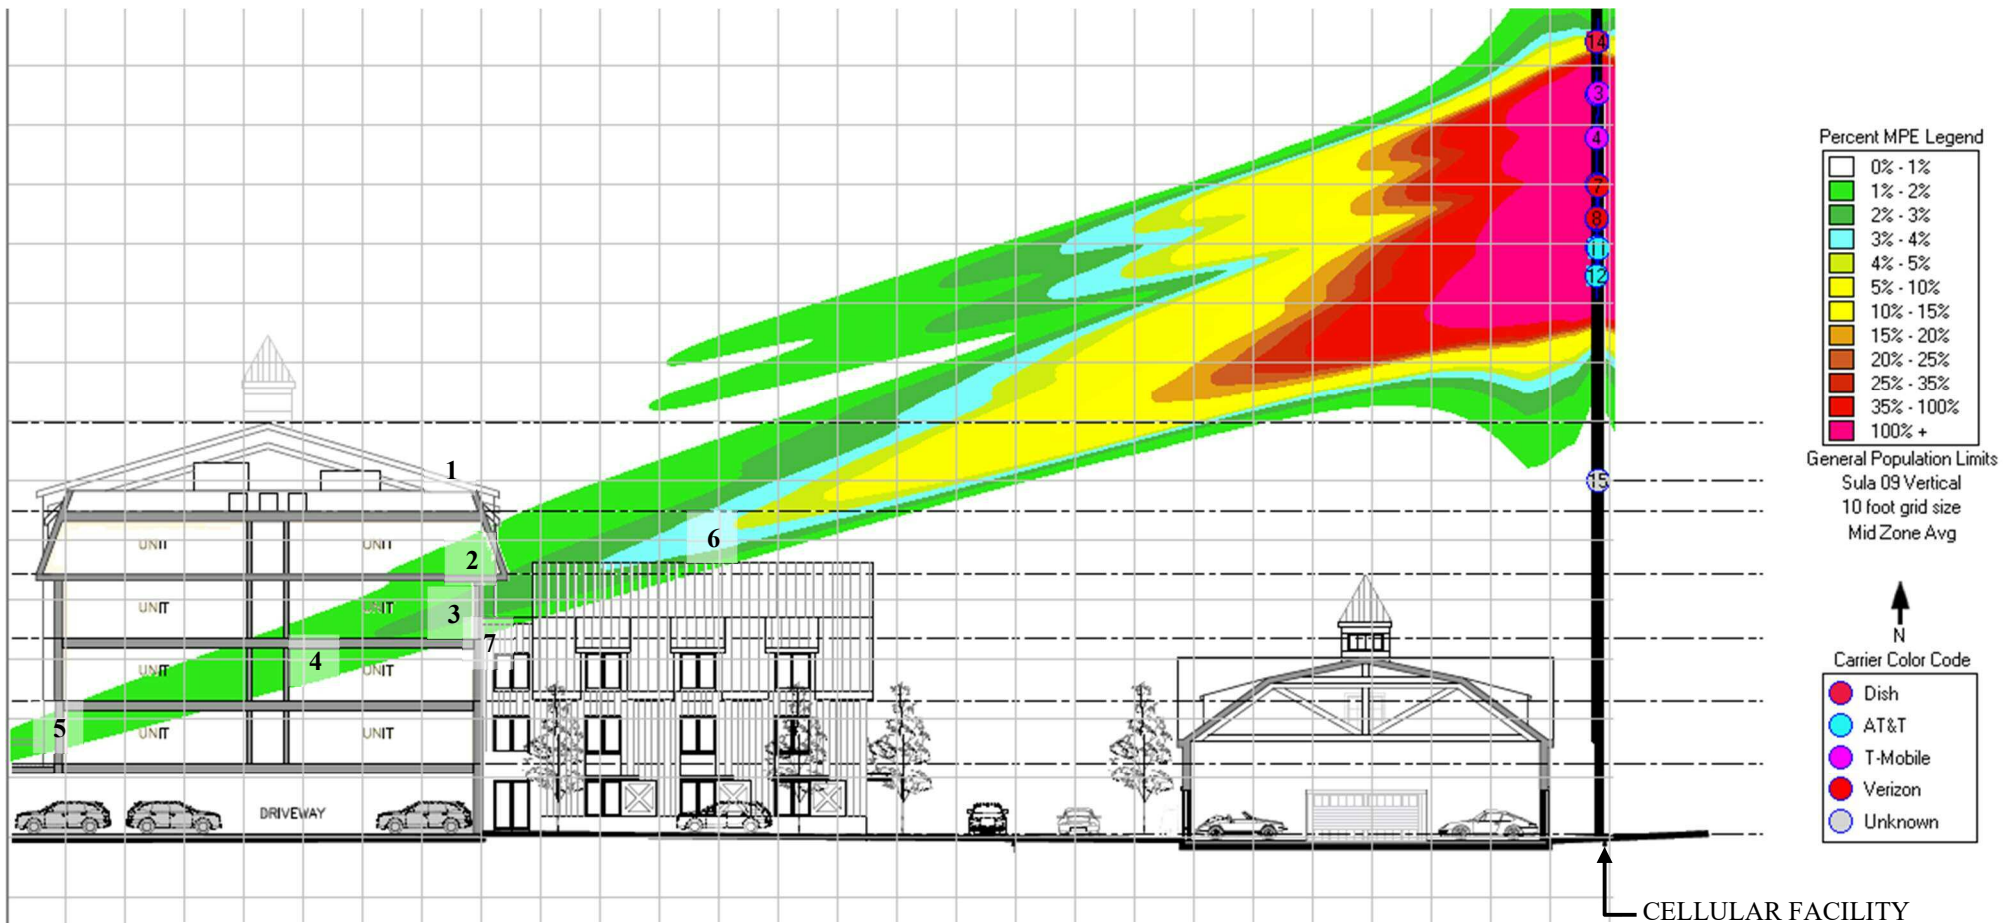 14
3
4
7
8
11
12
15
Percent MPE Legend
0% - 1%
1% - 2%
2% - 3%
3% - 4%
4% - 5%
5% - 10%
10% - 15%
15% - 20%
20% - 25%
25% - 35%
35% - 100%
100% +
General Population Limits
Sula 09 Vertical
10 foot grid size
Mid Zone Avg
N
Carrier Color Code
Dish
AT&T
T-Mobile
Verizon
Unknown
1
2
3
4
5
6
7
UNIT UNIT
UNIT UNIT
UNIT UNIT
UNIT UNIT
DRIVEWAY
CELLULAR FACILITY